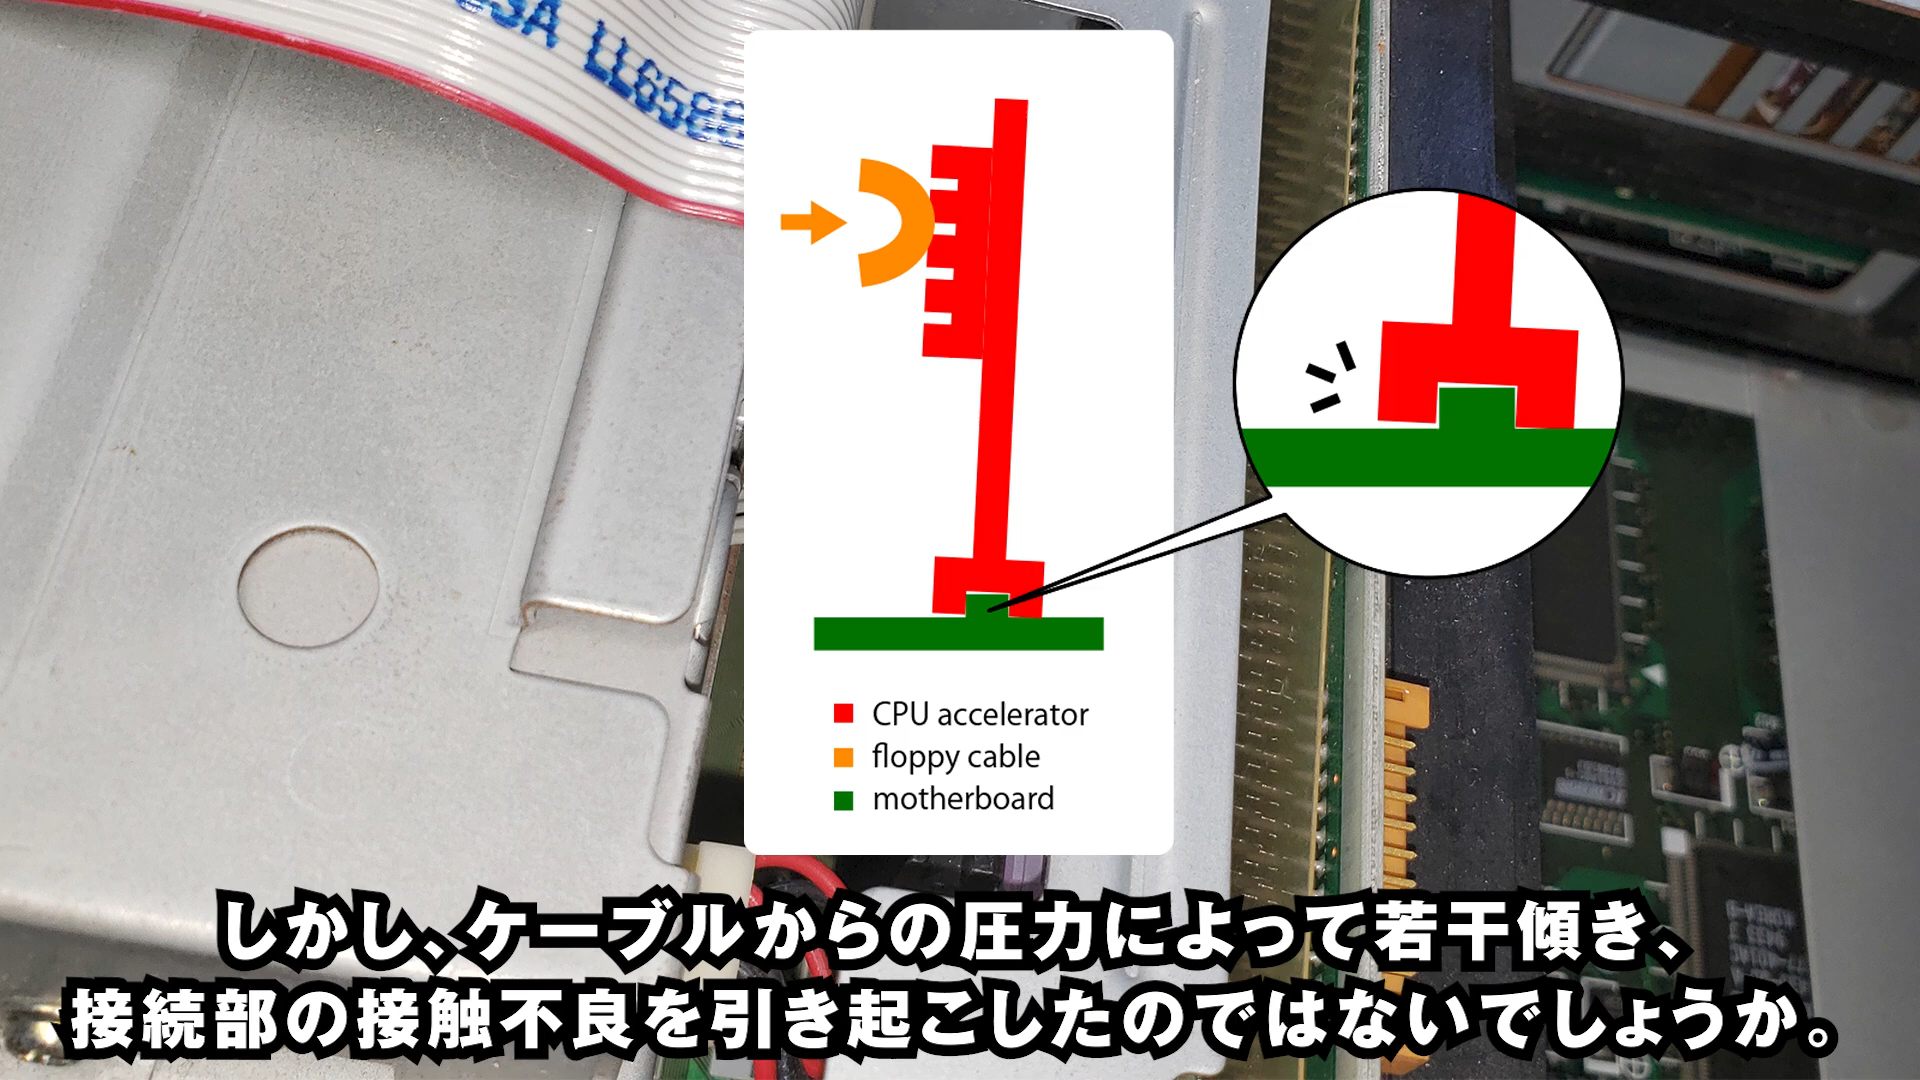 CPU accelerator
floppy cable
motherboard
しかし、ケーブルからの圧力によって若干傾き、
接続部の接触不良を引き起こしたのではないでしょうか。